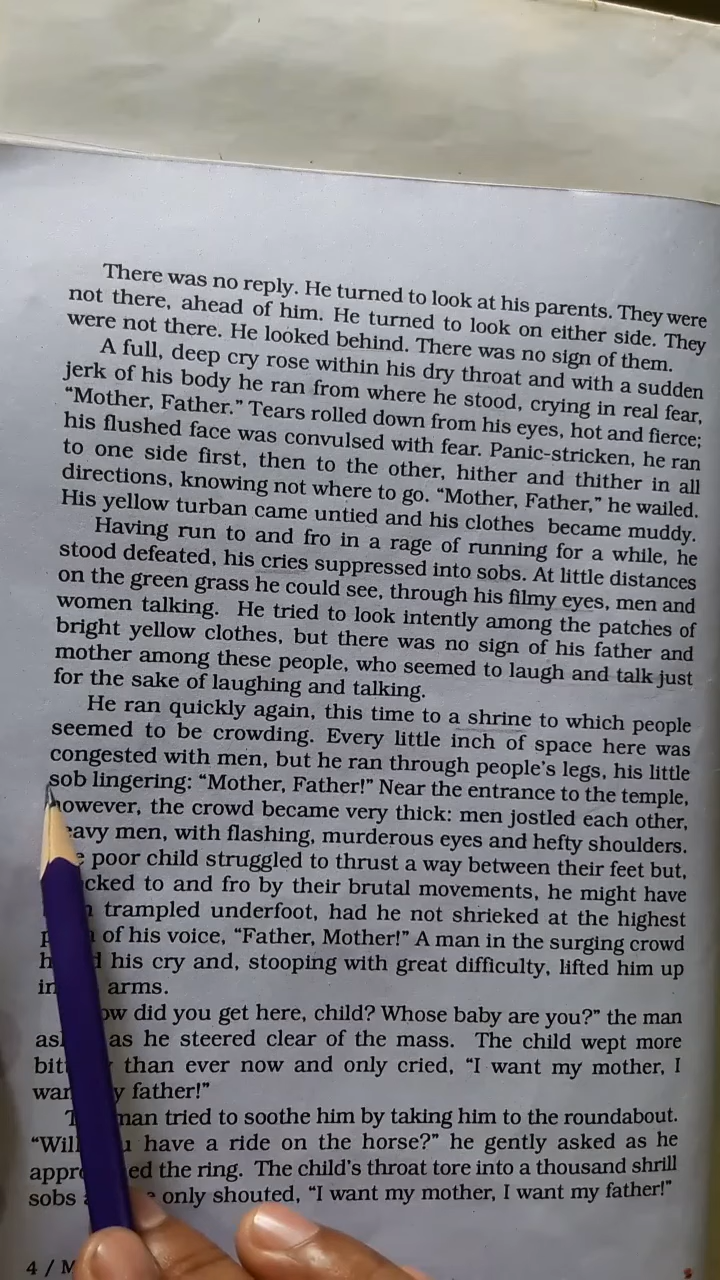 There was no reply. He turned to look at his parents. They were
not there, ahead of him. He turned to look on either side. They
were not there. He looked behind. There was no sign of them.
A full, deep cry rose within his dry throat and with a sudden
jerk of his body he ran from where he stood, crying in real fear,
“Mother, Father.” Tears rolled down from his eyes, hot and fierce;
his flushed face was convulsed with fear. Panic-stricken, he ran
to one side first, then to the other, hither and thither in all
directions, knowing not where to go. “Mother, Father,” he wailed.
His yellow turban came untied and his clothes became muddy.
Having run to and fro in a rage of running for a while, he
stood defeated, his cries suppressed into sobs. At little distances
on the green grass he could see, through his filmy eyes, men and
women talking. He tried to look intently among the patches of
bright yellow clothes, but there was no sign of his father and
mother among these people, who seemed to laugh and talk just
for the sake of laughing and talking.
He ran quickly again, this time to a shrine to which people
seemed to be crowding. Every little inch of space here was
congested with men, but he ran through people’s legs, his little
sob lingering: “Mother, Father!” Near the entrance to the temple,
however, the crowd became very thick: men jostled each other,
heavy men, with flashing, murderous eyes and hefty shoulders.
poor child struggled to thrust a way between their feet but,
to and fro by their brutal movements, he might have
trampled underfoot, had he not shrieked at the highest
of his voice, “Father, Mother!” A man in the surging crowd
his cry and, stooping with great difficulty, lifted him up
in arms.
did you get here, child? Whose baby are you?” the man
as he steered clear of the mass. The child wept more
than ever now and only cried, “I want my mother, I
father!”
man tried to soothe him by taking him to the roundabout.
“Will have a ride on the horse?” he gently asked as he
the ring. The child’s throat tore into a thousand shrill
sobs only shouted, “I want my mother, I want my father!”
4 / M